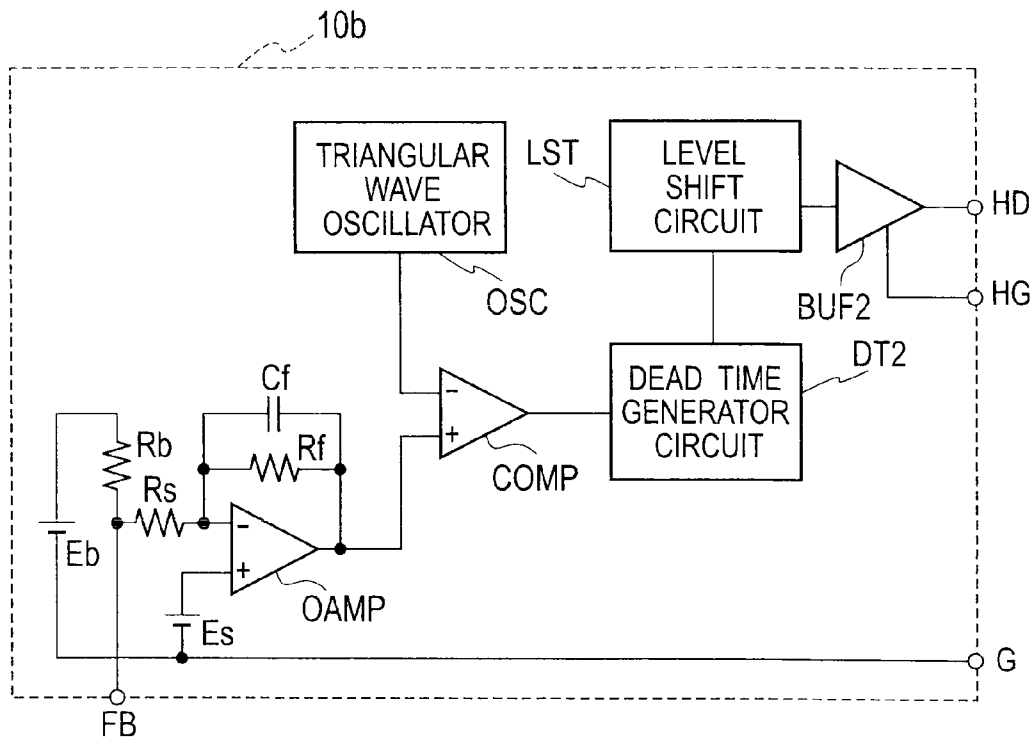 10b
TRIANGULAR
WAVE
OSCILLATOR
OSC
LST
LEVEL
SHIFT
CIRCUIT
BUF2
HD
HG
DT2
DEAD TIME
GENERATOR
CIRCUIT
-
+
COMP
Cf
Rf
Rb
Rs
Eb
-
+
OAMP
Es
G
FB